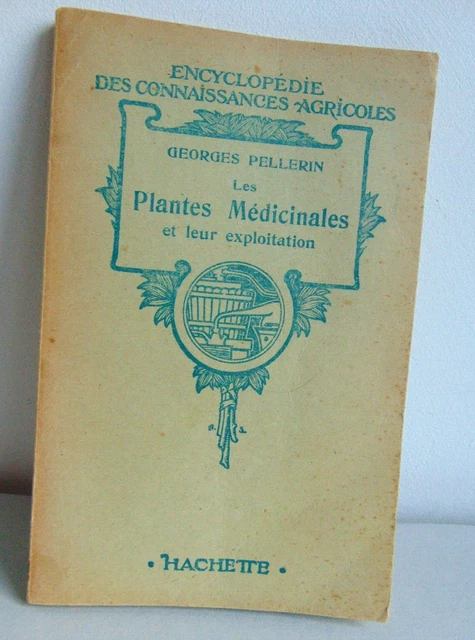 ENCYCLOPÉDIE
DES CONNAISSANCES AGRICOLES
GEORGES PELLERIN
Les
Plantes Médicinales
et leur exploitation
• HACHETTE •